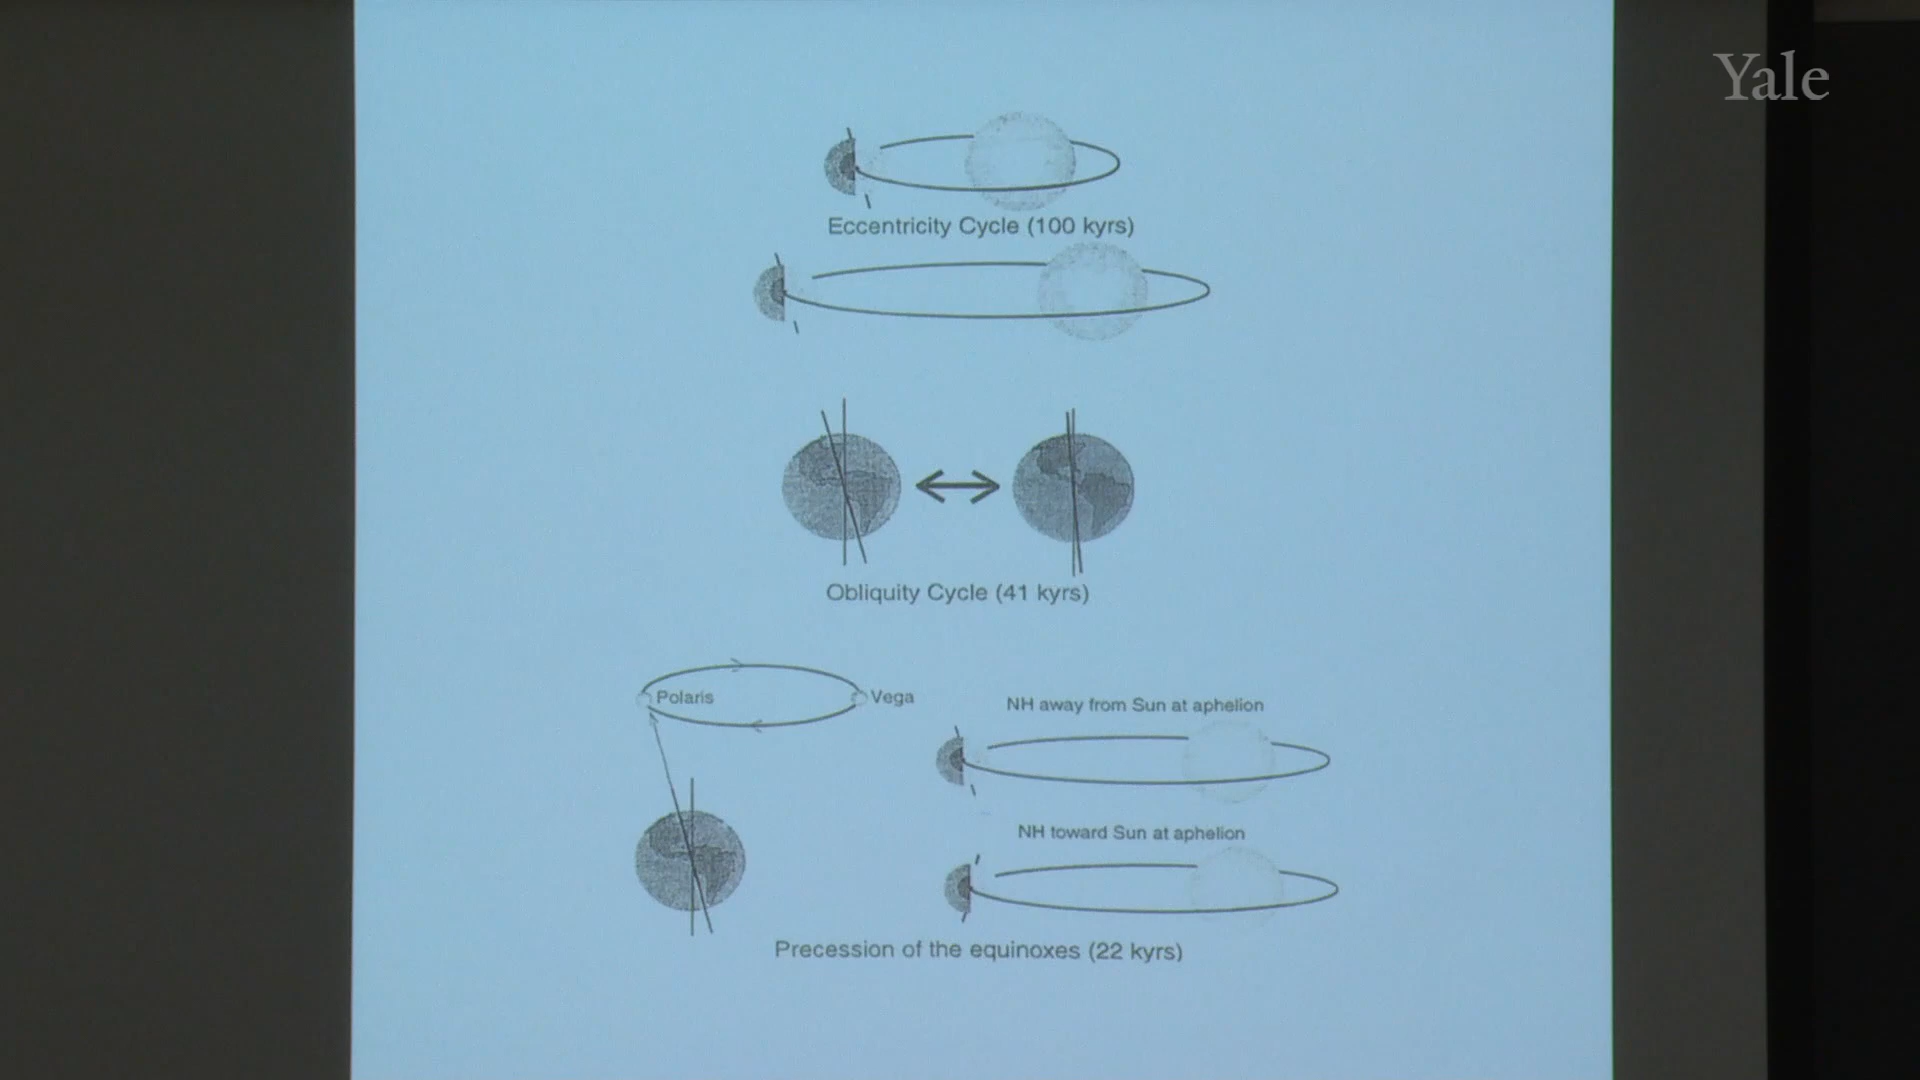 Yale
Eccentricity Cycle (100 kyrs)
Obliquity Cycle (41 kyrs)
Polaris
Vega
NH away from Sun at aphelion
NH toward Sun at aphelion
Precession of the equinoxes (22 kyrs)